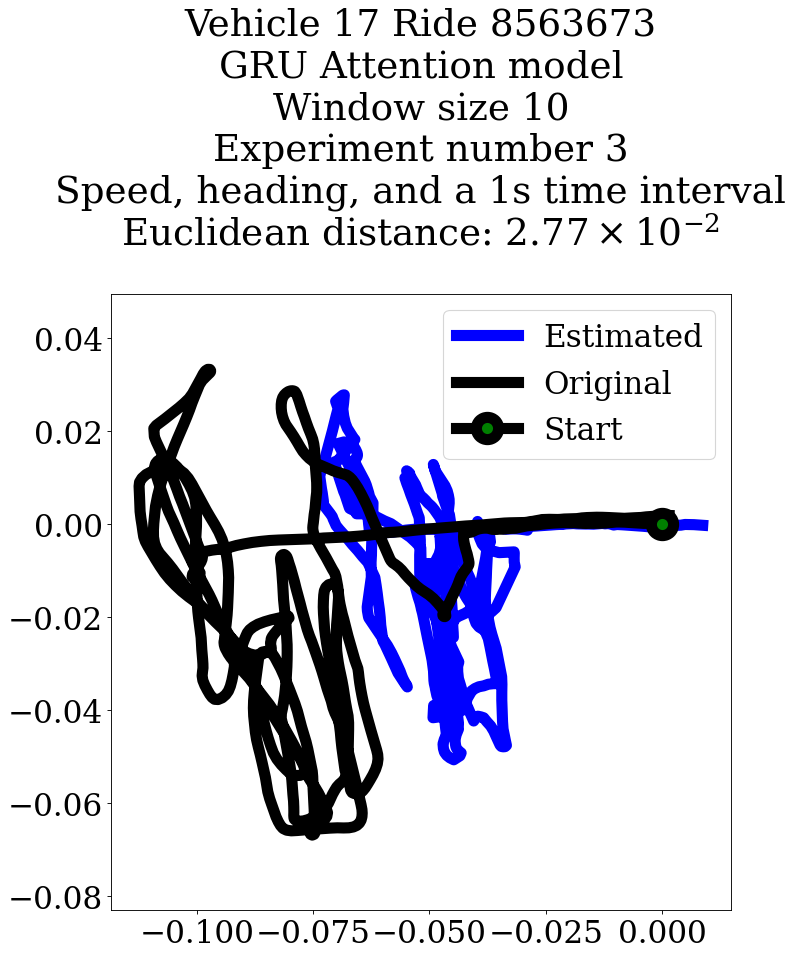 Vehicle 17 Ride 8563673
GRU Attention model
Window size 10
Experiment number 3
Speed, heading, and a 1s time interval
Euclidean distance: 2.77 × 10⁻²
Estimated
Original
Start
0.04
0.02
0.00
−0.02
−0.04
−0.06
−0.08
−0.100 −0.075 −0.050 −0.025 0.000